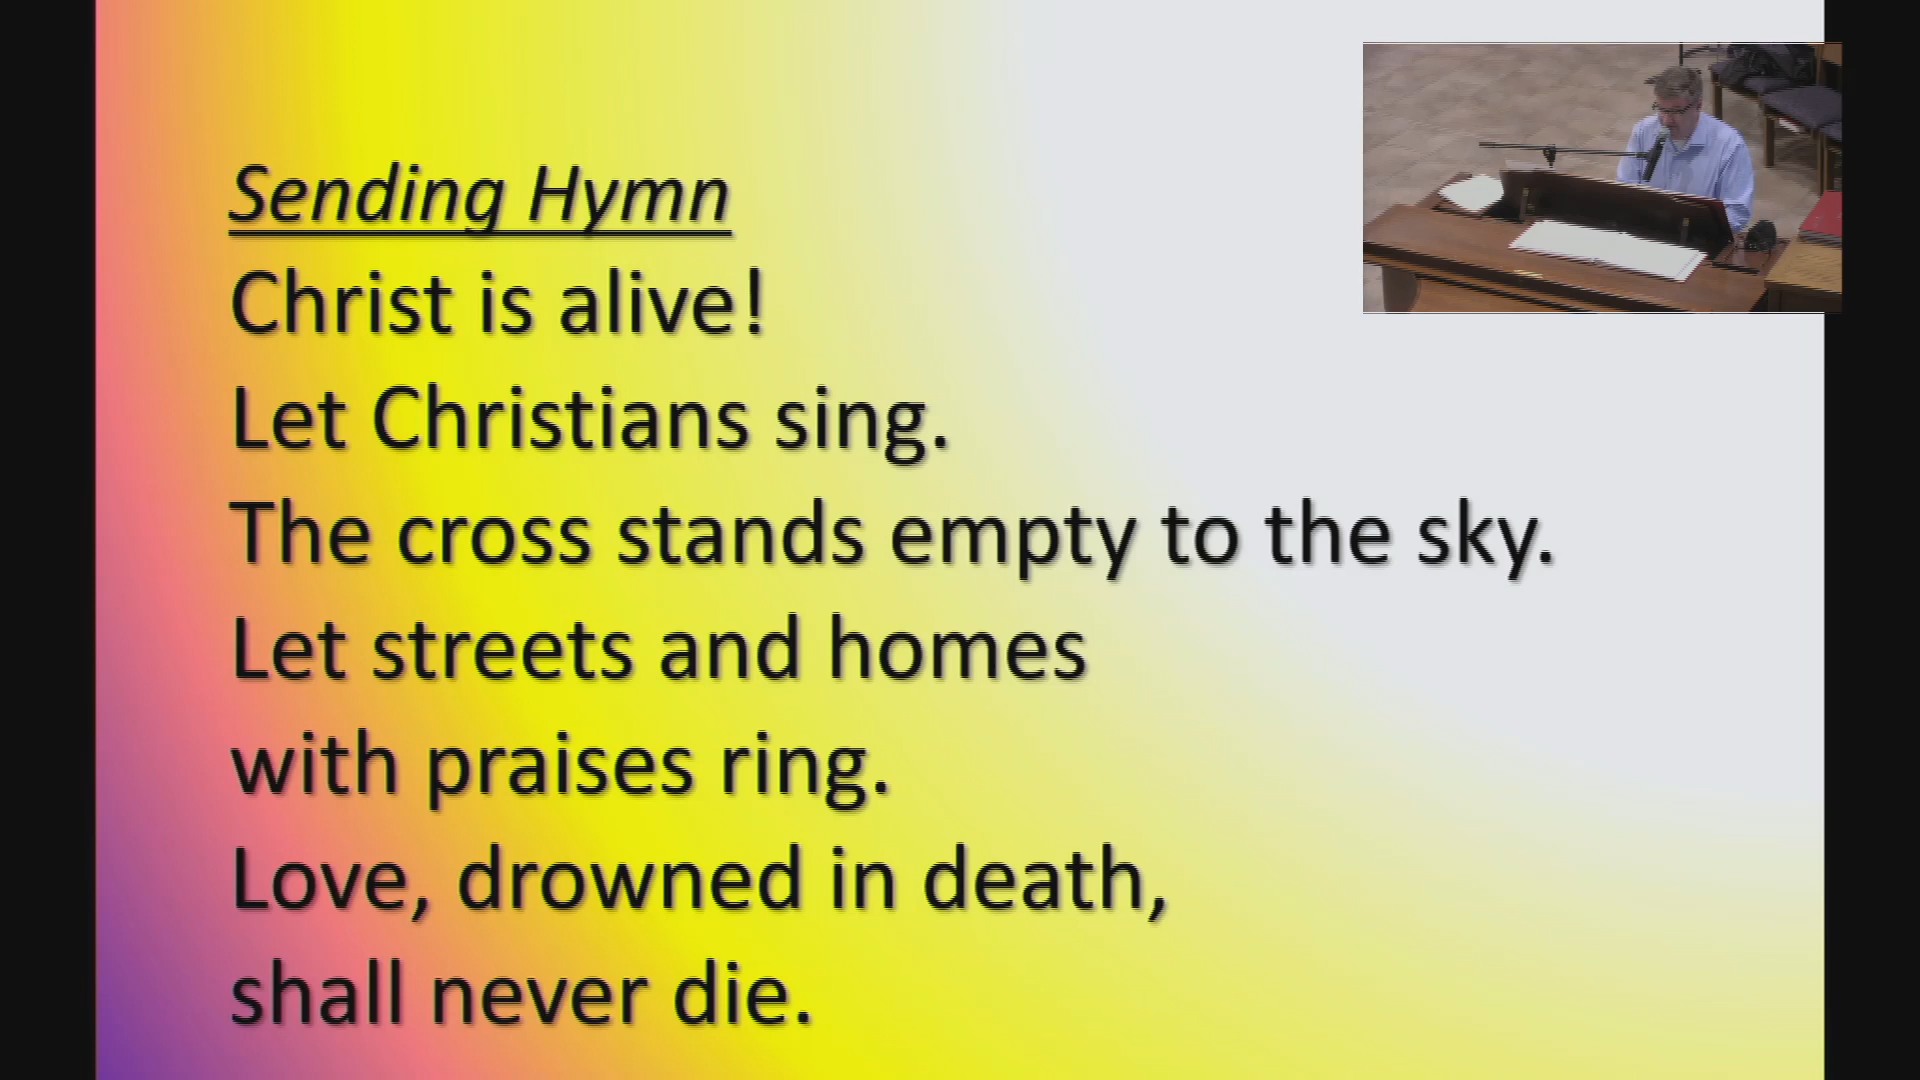 Sending Hymn
Christ is alive!
Let Christians sing.
The cross stands empty to the sky.
Let streets and homes
with praises ring.
Love, drowned in death,
shall never die.